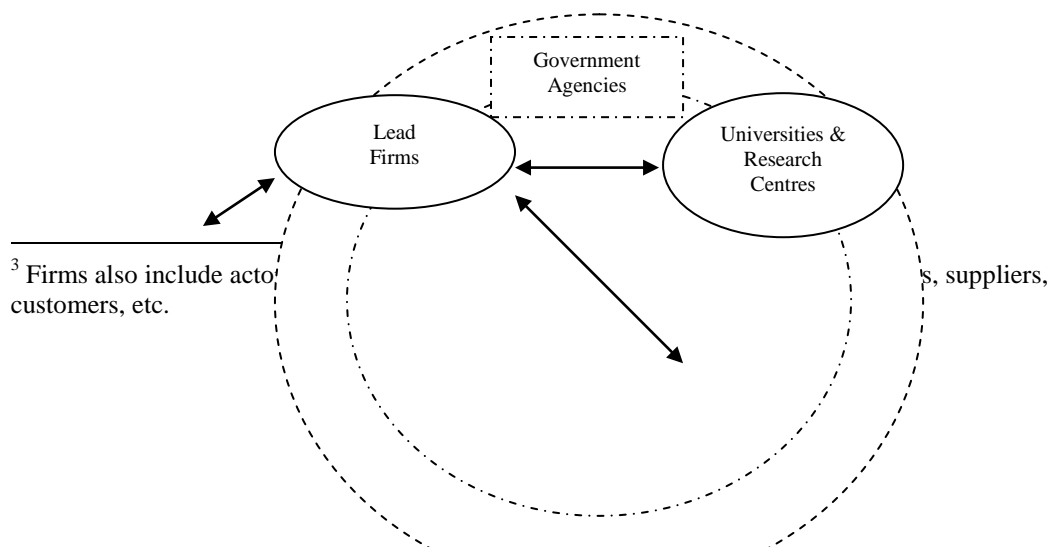 Government
Agencies
Lead
Firms
Universities &
Research
Centres
3 Firms also include acto s, suppliers,
customers, etc.